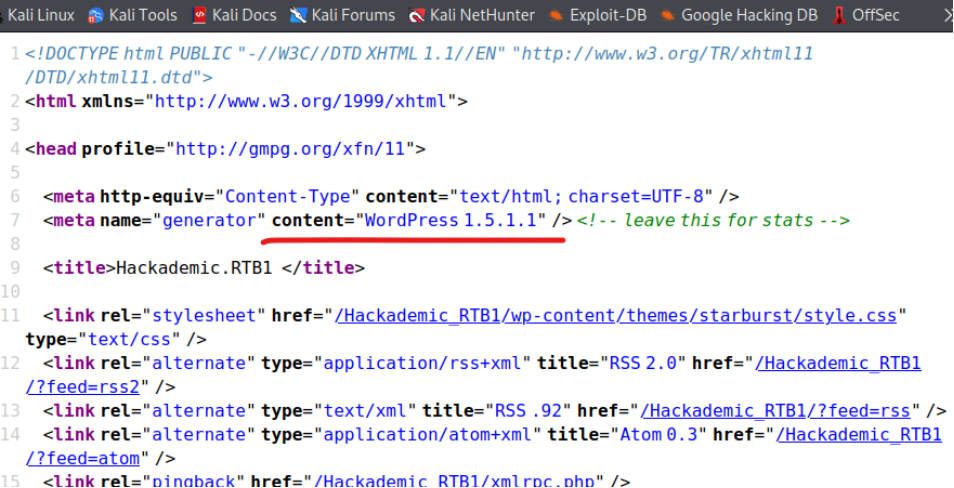 Kali Linux Kali Tools Kali Docs Kali Forums Kali NetHunter Exploit-DB Google Hacking DB OffSec
1 <!DOCTYPE html PUBLIC "-//W3C//DTD XHTML 1.1//EN" "http://www.w3.org/TR/xhtml11
/DTD/xhtml11.dtd">
2 <html xmlns="http://www.w3.org/1999/xhtml">
3
4 <head profile="http://gmpg.org/xfn/11">
5
6 <meta http-equiv="Content-Type" content="text/html; charset=UTF-8" />
7 <meta name="generator" content="WordPress 1.5.1.1" /> <!-- leave this for stats -->
8
9 <title>Hackademic.RTB1 </title>
10
11 <link rel="stylesheet" href="/Hackademic_RTB1/wp-content/themes/starburst/style.css"
type="text/css" />
12 <link rel="alternate" type="application/rss+xml" title="RSS 2.0" href="/Hackademic_RTB1
/?feed=rss2" />
13 <link rel="alternate" type="text/xml" title="RSS .92" href="/Hackademic_RTB1/?feed=rss" />
14 <link rel="alternate" type="application/atom+xml" title="Atom 0.3" href="/Hackademic_RTB1
/?feed=atom" />
15 <link rel="pingback" href="/Hackademic_RTB1/xmlrpc.php" />